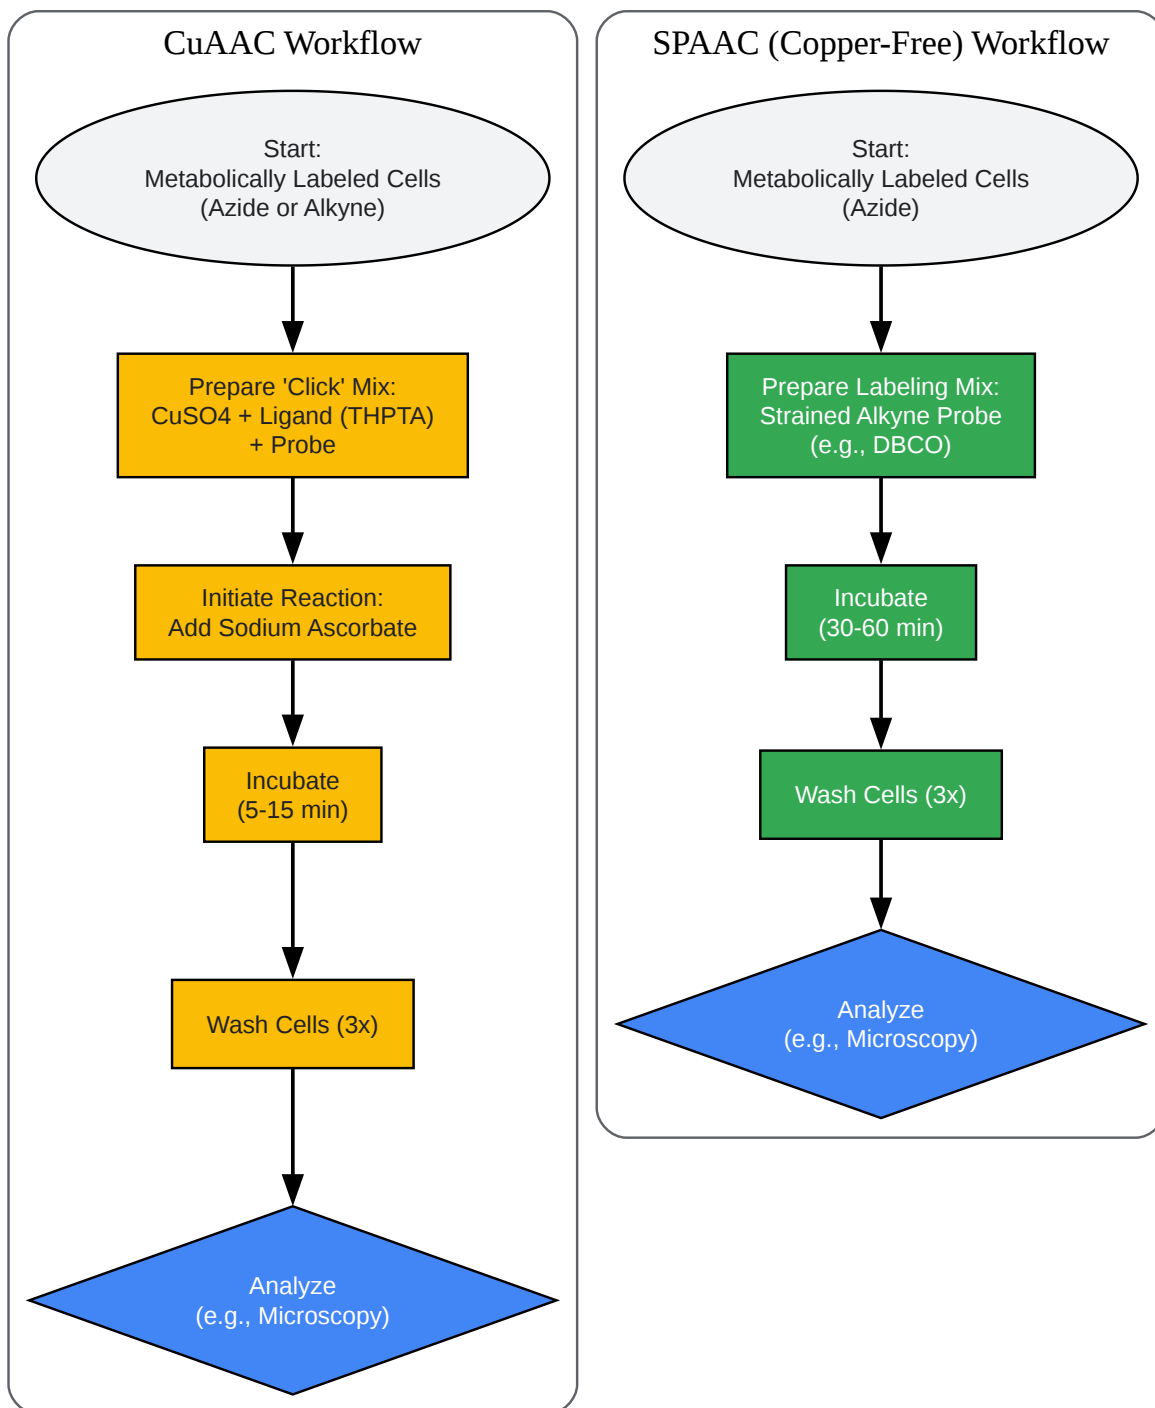 CuAAC Workflow
Start:
Metabolically Labeled Cells
(Azide or Alkyne)
Prepare 'Click' Mix:
CuSO4 + Ligand (THPTA)
+ Probe
Initiate Reaction:
Add Sodium Ascorbate
Incubate
(5-15 min)
Wash Cells (3x)
Analyze
(e.g., Microscopy)
SPAAC (Copper-Free) Workflow
Start:
Metabolically Labeled Cells
(Azide)
Prepare Labeling Mix:
Strained Alkyne Probe
(e.g., DBCO)
Incubate
(30-60 min)
Wash Cells (3x)
Analyze
(e.g., Microscopy)